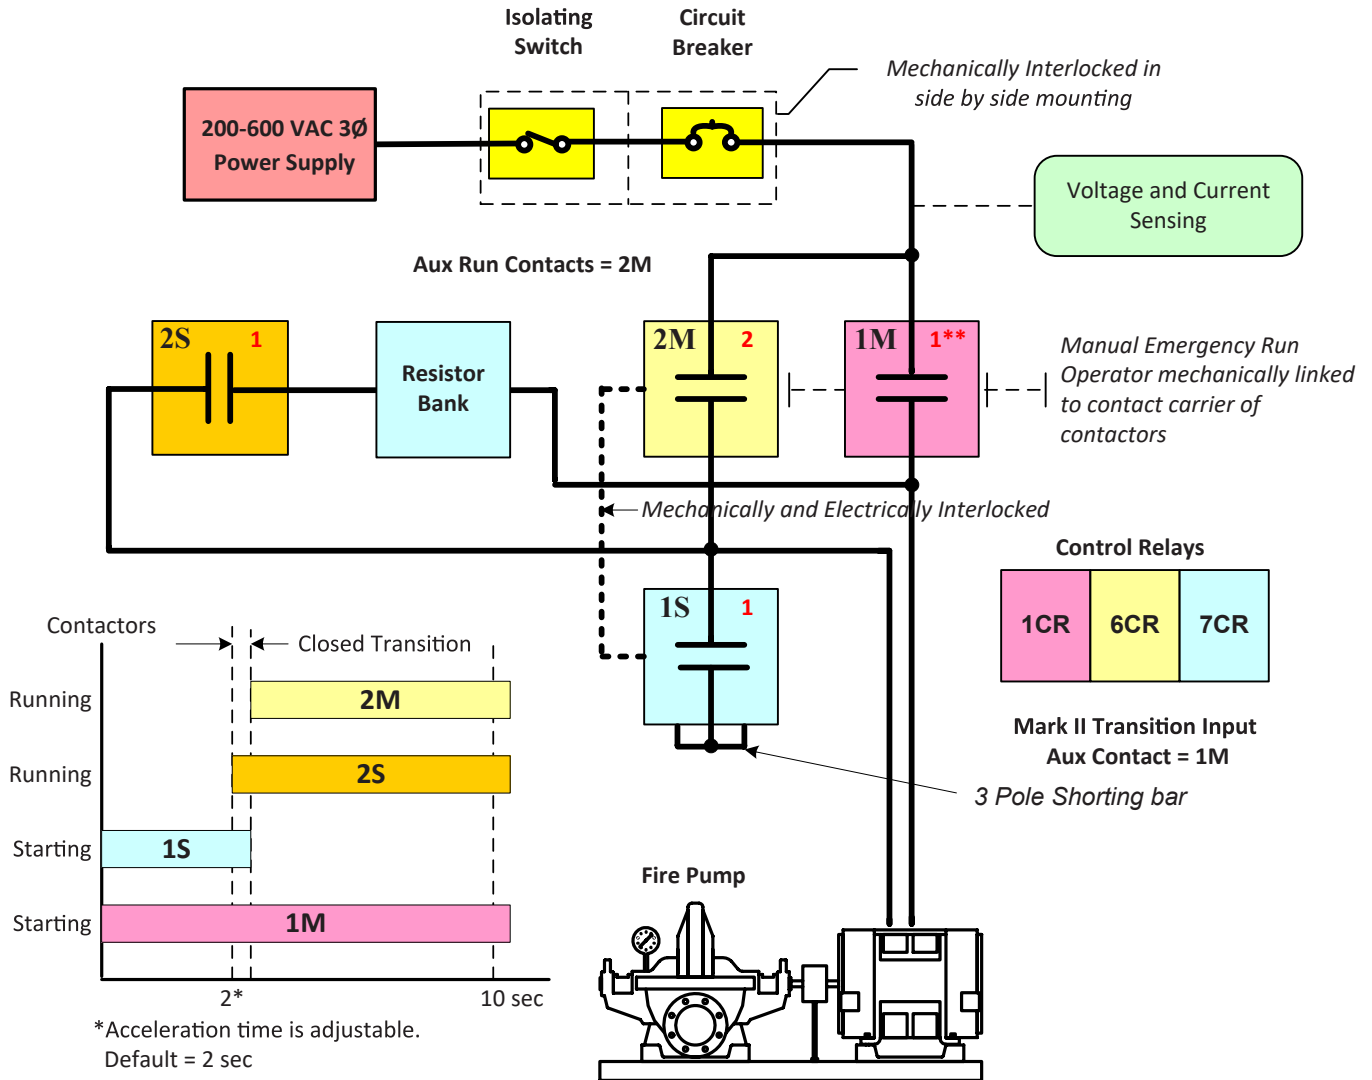 Isolating
Switch
Circuit
Breaker
Mechanically Interlocked in
side by side mounting
200-600 VAC 3Ø
Power Supply
Voltage and Current
Sensing
Aux Run Contacts = 2M
2S 1
Resistor
Bank
2M 2
1M 1**
Manual Emergency Run
Operator mechanically linked
to contact carrier of
contactors
Mechanically and Electrically Interlocked
1S 1
Control Relays
1CR 6CR 7CR
Mark II Transition Input
Aux Contact = 1M
3 Pole Shorting bar
Contactors
Closed Transition
Running
2M
Running
2S
Starting
1S
Starting
1M
2*
10 sec
*Acceleration time is adjustable.
Default = 2 sec
Fire Pump